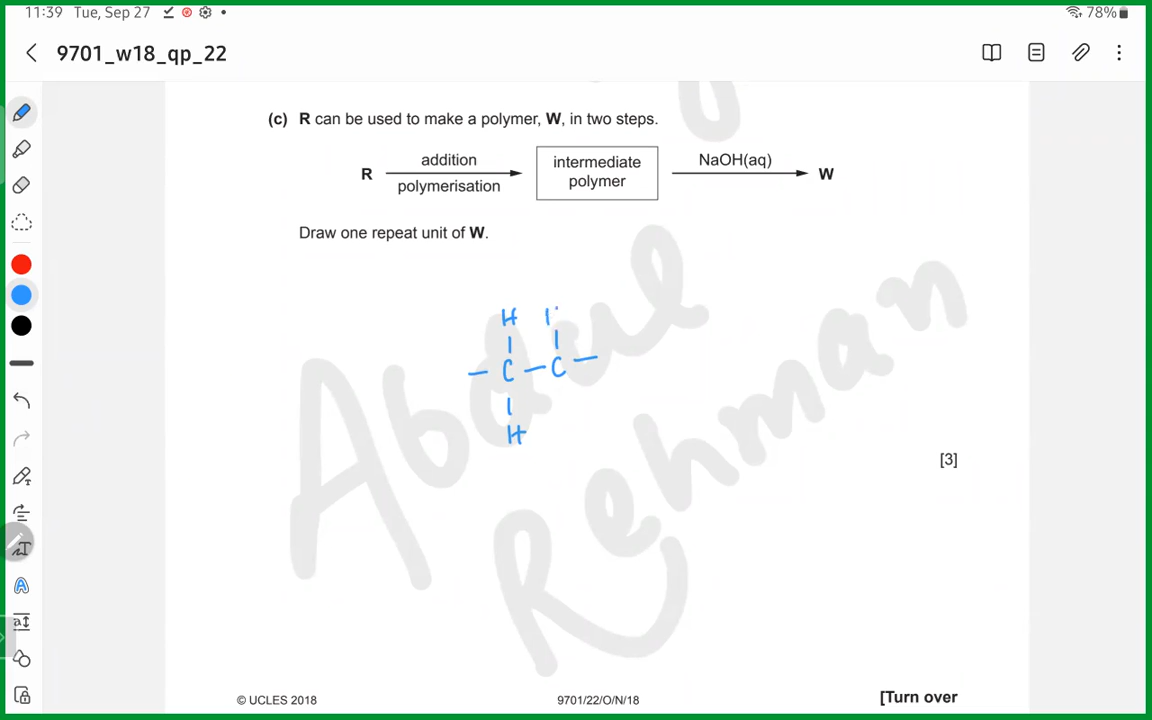 11:39 Tue, Sep 27
78%
9701_w18_qp_22
(c) R can be used to make a polymer, W, in two steps.
R
addition
polymerisation
intermediate
polymer
NaOH(aq)
W
Draw one repeat unit of W.
H
C C
H
[3]
Abdul
Rehman
© UCLES 2018
9701/22/O/N/18
[Turn over